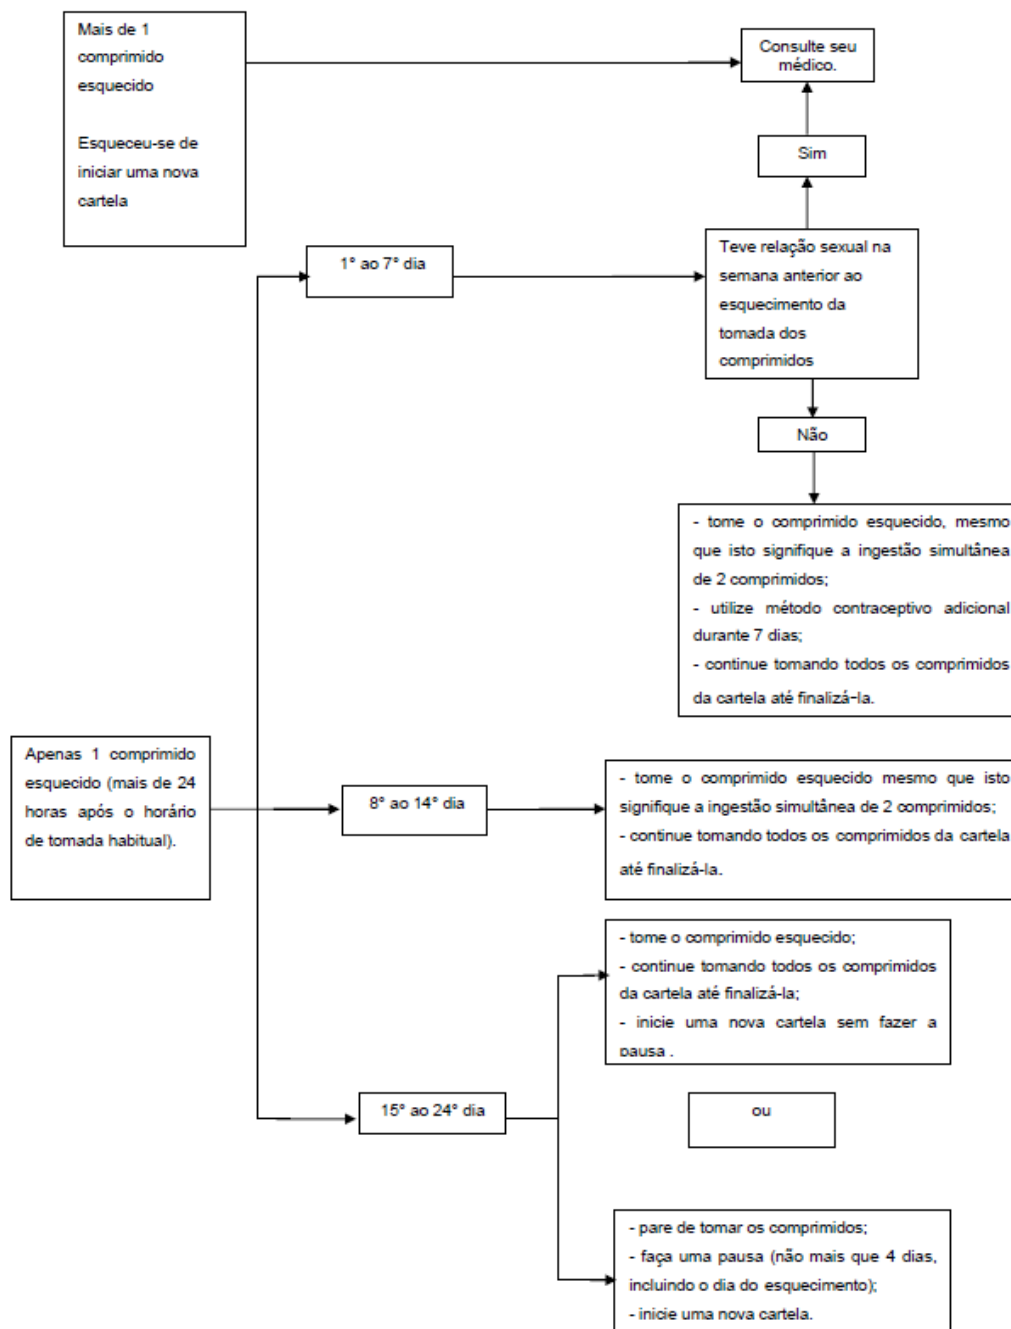 Mais de 1
comprimido
esquecido
Esqueceu-se de
iniciar uma nova
cartela
Consulte seu
médico.
Sim
1° ao 7° dia
Teve relação sexual na
semana anterior ao
esquecimento da
tomada dos
comprimidos
Não
- tome o comprimido esquecido, mesmo
que isto signifique a ingestão simultânea
de 2 comprimidos;
- utilize método contraceptivo adicional
durante 7 dias;
- continue tomando todos os comprimidos
da cartela até finalizá-la.
Apenas 1 comprimido
esquecido (mais de 24
horas após o horário
de tomada habitual).
8° ao 14° dia
- tome o comprimido esquecido mesmo que isto
signifique a ingestão simultânea de 2 comprimidos;
- continue tomando todos os comprimidos da cartela
até finalizá-la.
- tome o comprimido esquecido;
- continue tomando todos os comprimidos
da cartela até finalizá-la;
- inicie uma nova cartela sem fazer a
pausa .
15° ao 24° dia
ou
- pare de tomar os comprimidos;
- faça uma pausa (não mais que 4 dias,
incluindo o dia do esquecimento);
- inicie uma nova cartela.